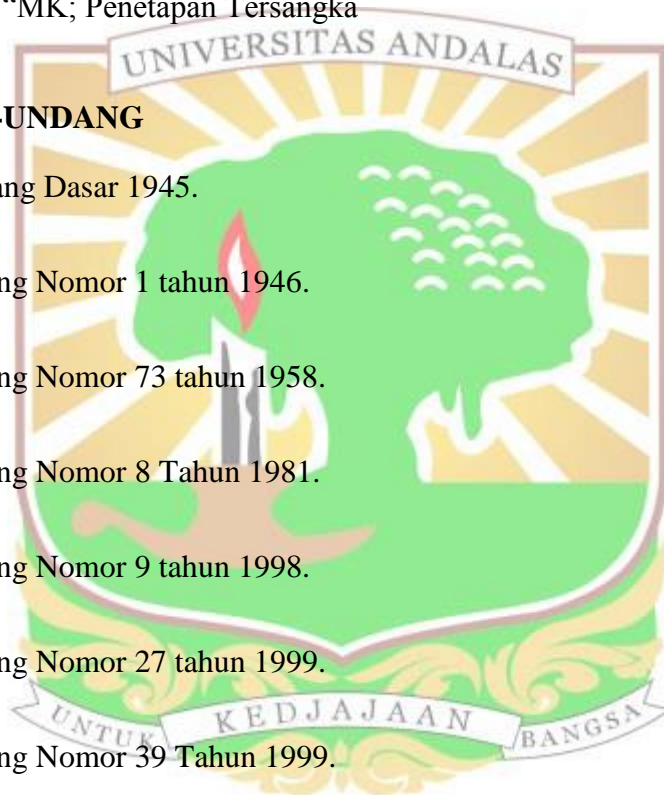 “MK; Penetapan Tersangka
UNIVERSITAS ANDALAS
-UNDANG
ang Dasar 1945.
ng Nomor 1 tahun 1946.
ng Nomor 73 tahun 1958.
ng Nomor 8 Tahun 1981.
ng Nomor 9 tahun 1998.
ng Nomor 27 tahun 1999.
UNTUK KEDJAJAAN BANGSA
ng Nomor 39 Tahun 1999.